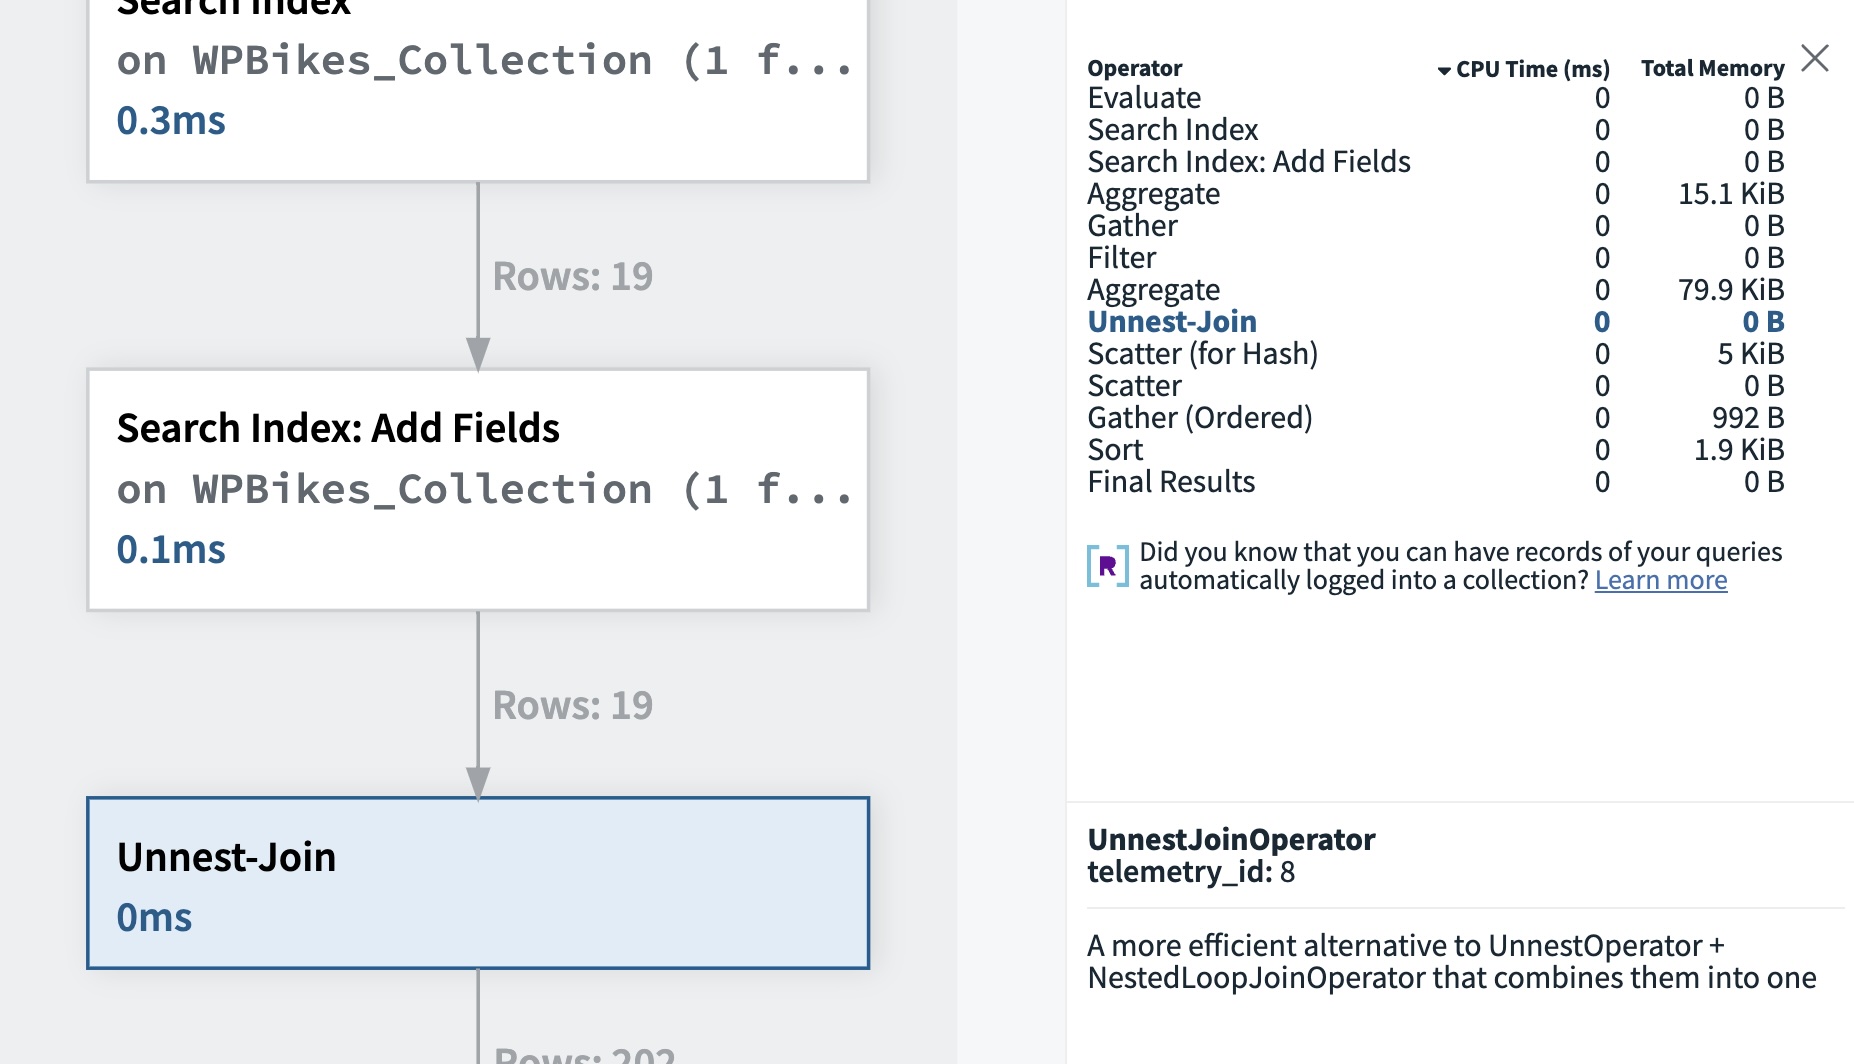 Search Index
on WPBikes_Collection (1 f...
0.3ms
Rows: 19
Search Index: Add Fields
on WPBikes_Collection (1 f...
0.1ms
Rows: 19
Unnest-Join
0ms
Rows: 202
Operator CPU Time (ms) Total Memory
Evaluate 0 0 B
Search Index 0 0 B
Search Index: Add Fields 0 0 B
Aggregate 0 15.1 KiB
Gather 0 0 B
Filter 0 0 B
Aggregate 0 79.9 KiB
Unnest-Join 0 0 B
Scatter (for Hash) 0 5 KiB
Scatter 0 0 B
Gather (Ordered) 0 992 B
Sort 0 1.9 KiB
Final Results 0 0 B
R
Did you know that you can have records of your queries
automatically logged into a collection? Learn more
UnnestJoinOperator
telemetry_id: 8
A more efficient alternative to UnnestOperator +
NestedLoopJoinOperator that combines them into one